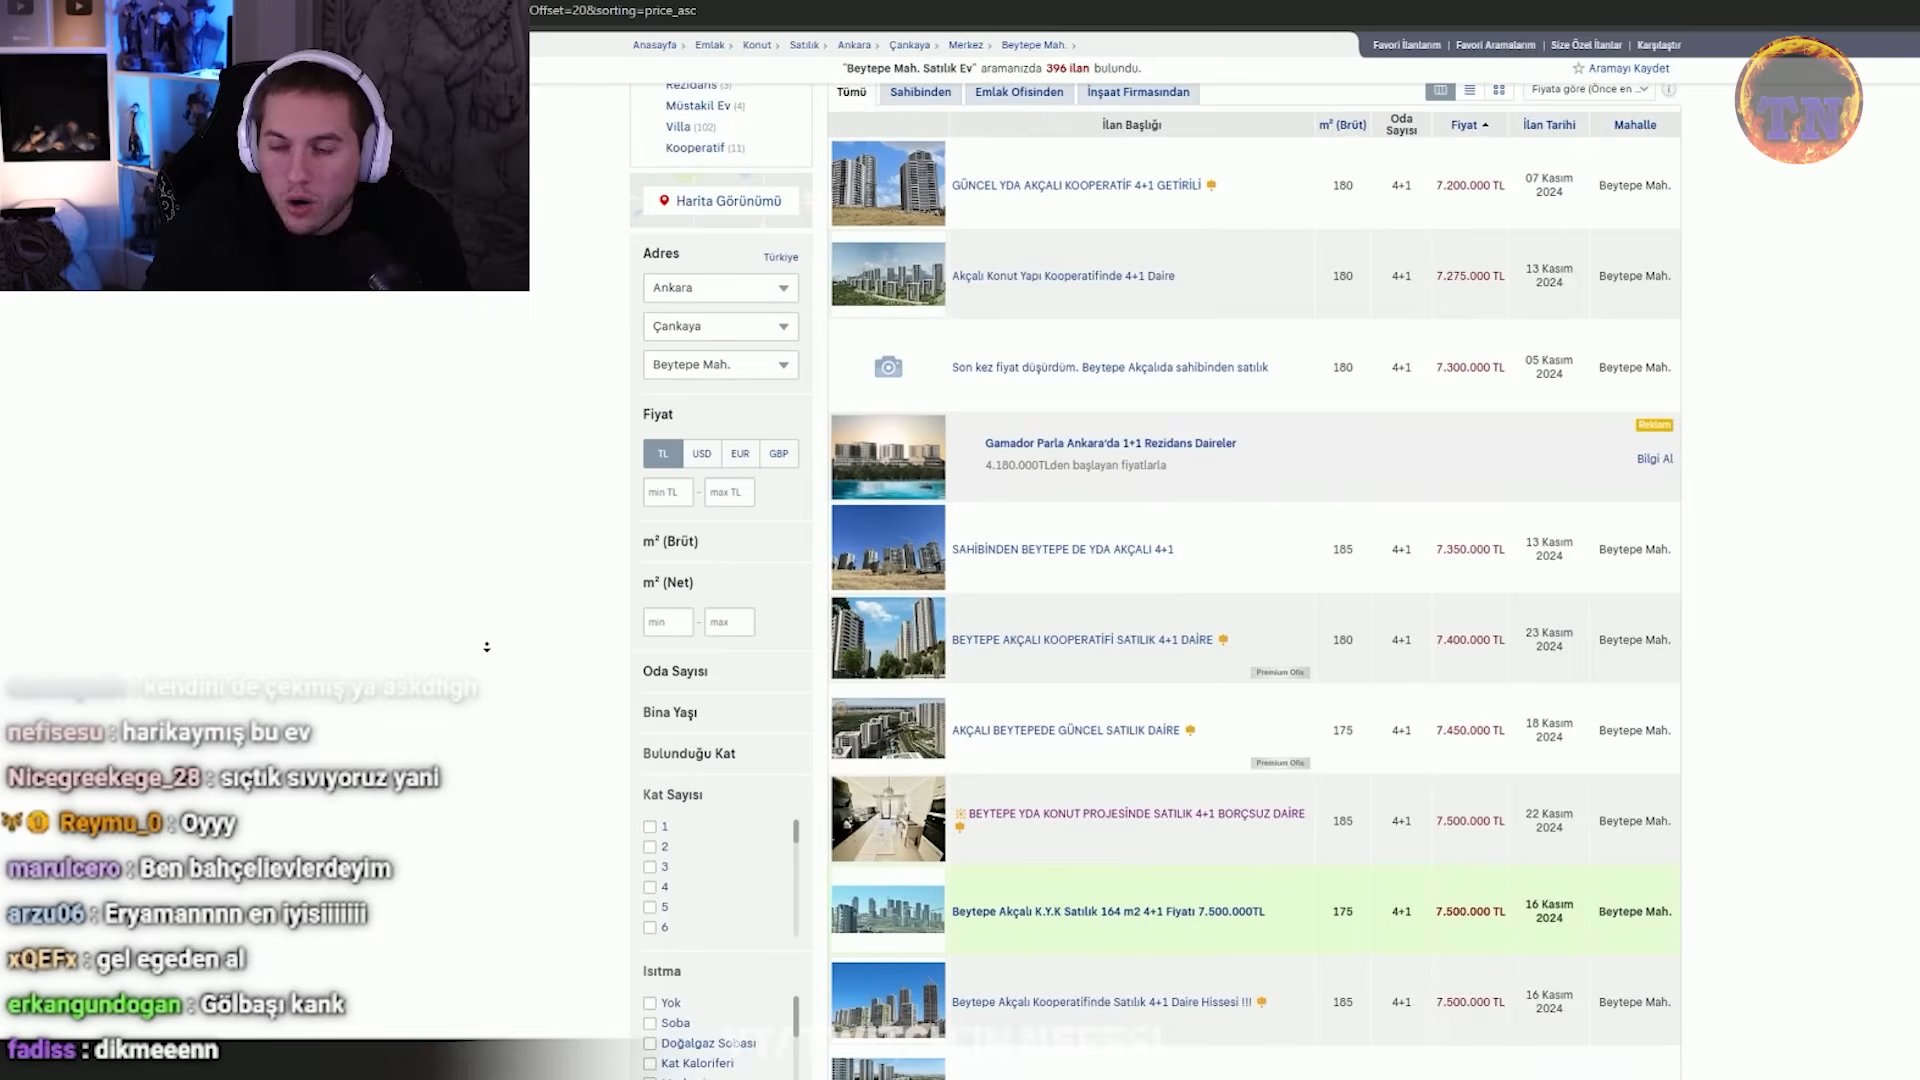 Offset=20&sorting=price_asc
Anasayfa › Emlak › Konut › Satılık › Ankara › Çankaya › Merkez › Beytepe Mah. ›
Favori İlanlarım | Favori Aramalarım | Size Özel İlanlar | Karşılaştır
"Beytepe Mah. Satılık Ev" aramanızda 396 ilan bulundu.
Aramayı Kaydet
TN
Rezidans (3)
Müstakil Ev (4)
Villa (102)
Kooperatif (11)
Harita Görünümü
Adres
Türkiye
Ankara
Çankaya
Beytepe Mah.
Fiyat
TL USD EUR GBP
min TL - max TL
m² (Brüt)
m² (Net)
min - max
Oda Sayısı
Bina Yaşı
Bulunduğu Kat
Kat Sayısı
1
2
3
4
5
6
Isıtma
Yok
Soba
Doğalgaz Sobası
Kat Kaloriferi
Tümü Sahibinden Emlak Ofisinden İnşaat Firmasından
Fiyata göre (Önce en ...
İlan Başlığı m² (Brüt) Oda Sayısı Fiyat İlan Tarihi Mahalle
GÜNCEL YDA AKÇALI KOOPERATİF 4+1 GETİRİLİ 180 4+1 7.200.000 TL 07 Kasım 2024 Beytepe Mah.
Akçalı Konut Yapı Kooperatifinde 4+1 Daire 180 4+1 7.275.000 TL 13 Kasım 2024 Beytepe Mah.
Son kez fiyat düşürdüm. Beytepe Akçalıda sahibinden satılık 180 4+1 7.300.000 TL 05 Kasım 2024 Beytepe Mah.
Reklam
Gamador Parla Ankara'da 1+1 Rezidans Daireler
4.180.000TLden başlayan fiyatlarla
Bilgi Al
SAHİBİNDEN BEYTEPE DE YDA AKÇALI 4+1 185 4+1 7.350.000 TL 13 Kasım 2024 Beytepe Mah.
BEYTEPE AKÇALI KOOPERATİFİ SATILIK 4+1 DAİRE 180 4+1 7.400.000 TL 23 Kasım 2024 Beytepe Mah.
Premium Ofis
AKÇALI BEYTEPEDE GÜNCEL SATILIK DAİRE 175 4+1 7.450.000 TL 18 Kasım 2024 Beytepe Mah.
Premium Ofis
BEYTEPE YDA KONUT PROJESİNDE SATILIK 4+1 BORÇSUZ DAİRE 185 4+1 7.500.000 TL 22 Kasım 2024 Beytepe Mah.
Beytepe Akçalı K.Y.K Satılık 164 m2 4+1 Fiyatı 7.500.000TL 175 4+1 7.500.000 TL 16 Kasım 2024 Beytepe Mah.
Beytepe Akçalı Kooperatifinde Satılık 4+1 Daire Hissesi !!! 185 4+1 7.500.000 TL 16 Kasım 2024 Beytepe Mah.
kendini de çekmiş ya
nefisesu : harikaymış bu ev
Nicegreekege_28 : sıçtık sıvıyoruz yani
Reymu_0 : Oyyy
marulcero : Ben bahçelievlerdeyim
arzu06 : Eryamannnn en iyisiiiiiii
xQEFx : gel egeden al
erkangundogan : Gölbaşı kank
fadiss : dikmeeenn